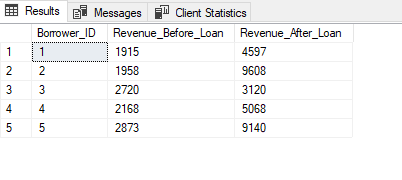 Results Messages Client Statistics
Borrower_ID Revenue_Before_Loan Revenue_After_Loan
1 1 1915 4597
2 2 1958 9608
3 3 2720 3120
4 4 2168 5068
5 5 2873 9140